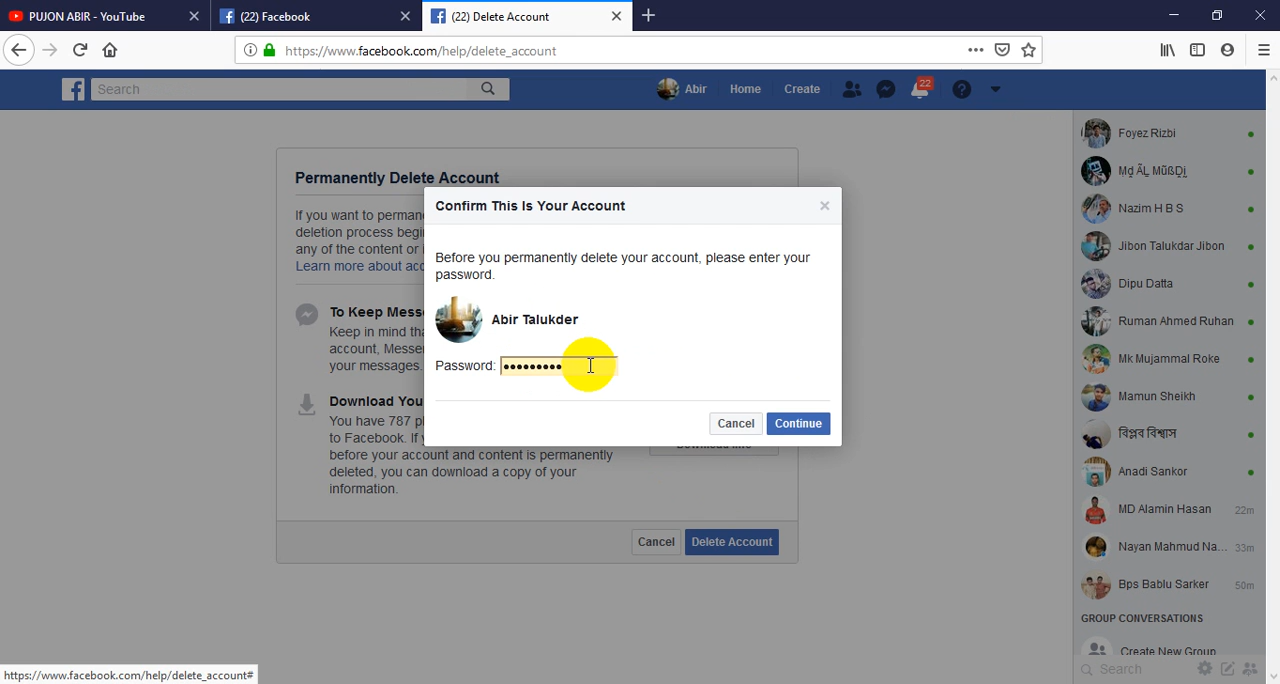 PUJON ABIR - YouTube
(22) Facebook
(22) Delete Account
https://www.facebook.com/help/delete_account
Search
Abir
Home
Create
22
Permanently Delete Account
If you want to perman
deletion process begi
any of the content or i
Learn more about acc
To Keep Mess
Keep in mind tha
account, Messe
your messages.
Download You
You have 787 p
to Facebook. If y
before your account and content is permanently
deleted, you can download a copy of your
information.
Cancel
Delete Account
Confirm This Is Your Account
Before you permanently delete your account, please enter your
password.
Abir Talukder
Password:
Cancel
Continue
Foyez Rizbi
Nazim H B S
Jibon Talukdar Jibon
Dipu Datta
Ruman Ahmed Ruhan
Mk Mujammal Roke
Mamun Sheikh
বিপ্লব বিশ্বাস
Anadi Sankor
MD Alamin Hasan 22m
Nayan Mahmud Na... 33m
Bps Bablu Sarker 50m
GROUP CONVERSATIONS
Create New Group
Search
https://www.facebook.com/help/delete_account#